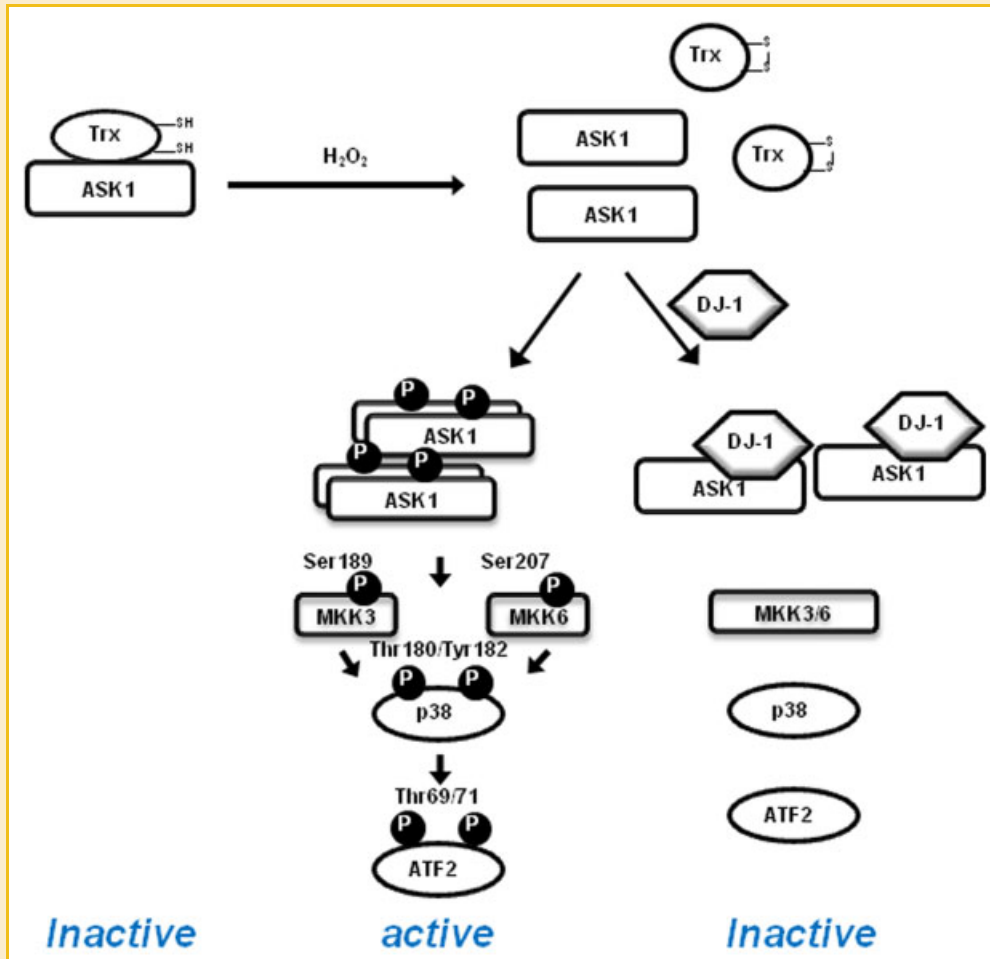 Trx
S
S
Trx
SH
SH
ASK1
H2O2
ASK1
Trx
S
S
ASK1
DJ-1
P
P
ASK1
P
P
ASK1
DJ-1
ASK1
DJ-1
ASK1
Ser189
Ser207
P
MKK3
P
MKK6
MKK3/6
Thr180/Tyr182
P
P
p38
p38
Thr69/71
P
P
ATF2
ATF2
Inactive
active
Inactive